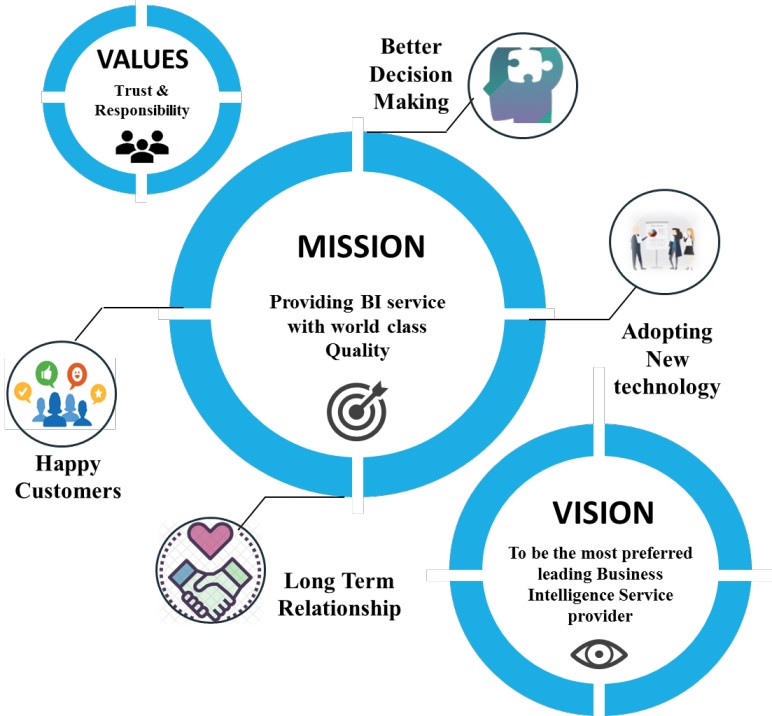 VALUES
Trust &
Responsibility
Better
Decision
Making
MISSION
Providing BI service
with world class
Quality
Adopting
New
technology
Happy
Customers
Long Term
Relationship
VISION
To be the most preferred
leading Business
Intelligence Service
provider